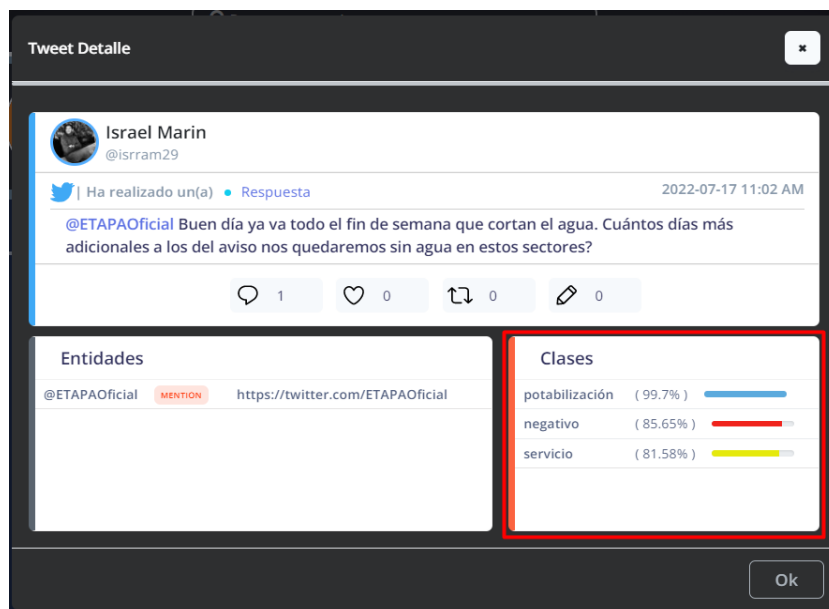 Tweet Detalle
Israel Marin
@isrram29
| Ha realizado un(a) • Respuesta 2022-07-17 11:02 AM
@ETAPAOficial Buen día ya va todo el fin de semana que cortan el agua. Cuántos días más
adicionales a los del aviso nos quedaremos sin agua en estos sectores?
1 0 0 0
Entidades
@ETAPAOficial MENTION https://twitter.com/ETAPAOficial
Clases
potabilización ( 99.7% )
negativo ( 85.65% )
servicio ( 81.58% )
Ok